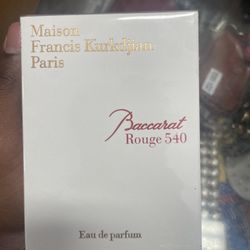 Maison
Francis Kurkdjian
Paris
Baccarat
Rouge 540
Eau de parfum